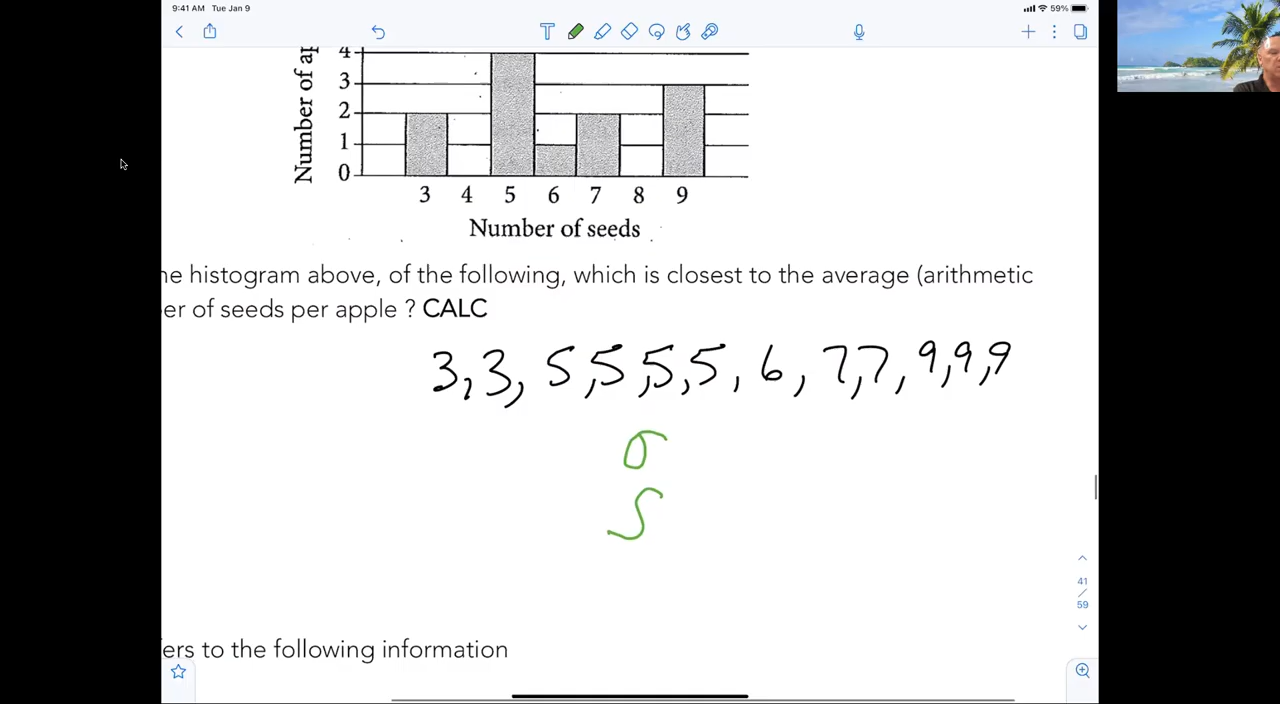 9:41 AM Tue Jan 9
59%
Number of ap
4
3
2
1
0
3 4 5 6 7 8 9
Number of seeds
he histogram above, of the following, which is closest to the average (arithmetic
er of seeds per apple ? CALC
3, 3, 5, 5, 5, 5, 6, 7, 7, 9, 9, 9
σ
S
41
/
59
fers to the following information